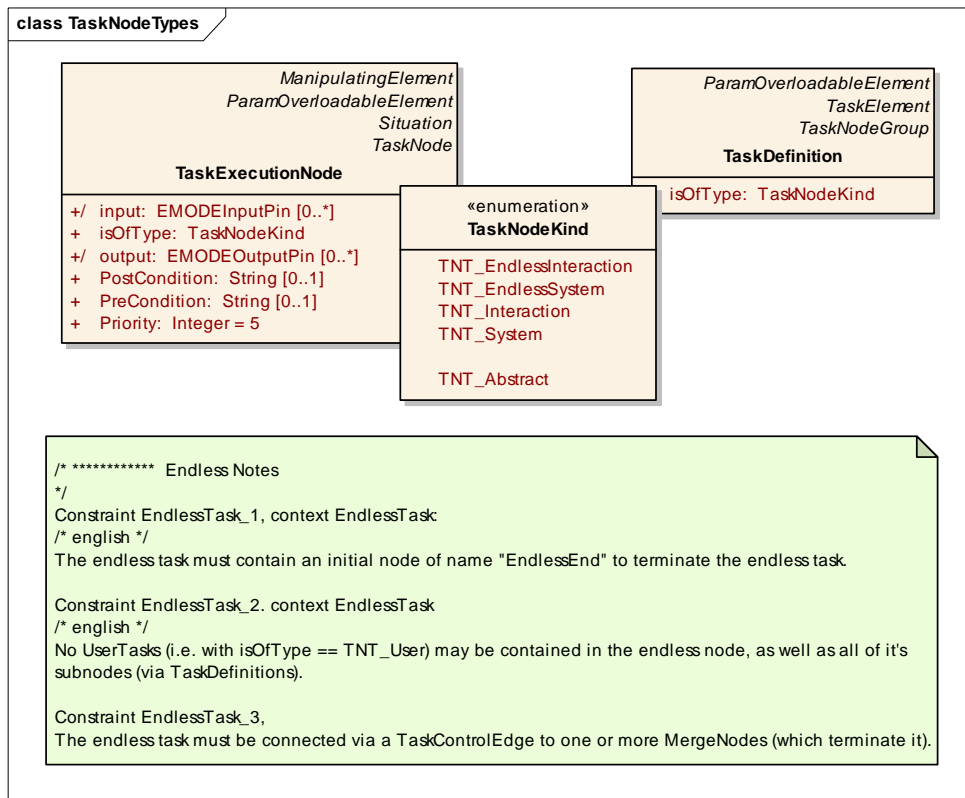 class TaskNodeTypes
ManipulatingElement
ParamOverloadableElement
Situation
TaskNode
TaskExecutionNode
+/ input: EMODEInputPin [0..*]
+ isOfType: TaskNodeKind
+/ output: EMODEOutputPin [0..*]
+ PostCondition: String [0..1]
+ PreCondition: String [0..1]
+ Priority: Integer = 5
«enumeration»
TaskNodeKind
TNT_EndlessInteraction
TNT_EndlessSystem
TNT_Interaction
TNT_System
TNT_Abstract
ParamOverloadableElement
TaskElement
TaskNodeGroup
TaskDefinition
isOfType: TaskNodeKind
/* ************ Endless Notes
*/
Constraint EndlessTask_1, context EndlessTask:
/* english */
The endless task must contain an initial node of name "EndlessEnd" to terminate the endless task.
Constraint EndlessTask_2. context EndlessTask
/* english */
No UserTasks (i.e. with isOfType == TNT_User) may be contained in the endless node, as well as all of it's
subnodes (via TaskDefinitions).
Constraint EndlessTask_3,
The endless task must be connected via a TaskControlEdge to one or more MergeNodes (which terminate it).